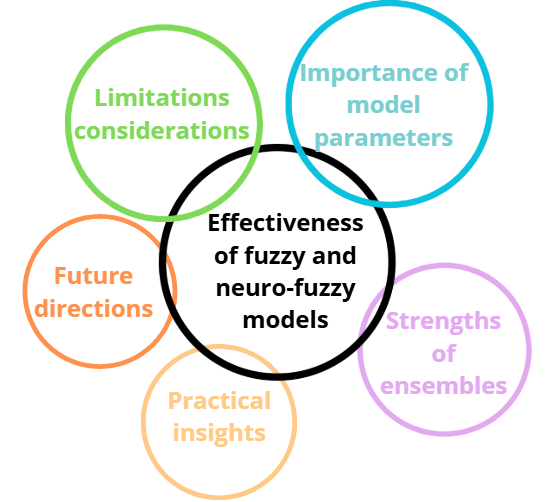 Limitations
considerations
Importance of
model
parameters
Effectiveness
of fuzzy and
neuro-fuzzy
models
Future
directions
Strengths
of
ensembles
Practical
insights